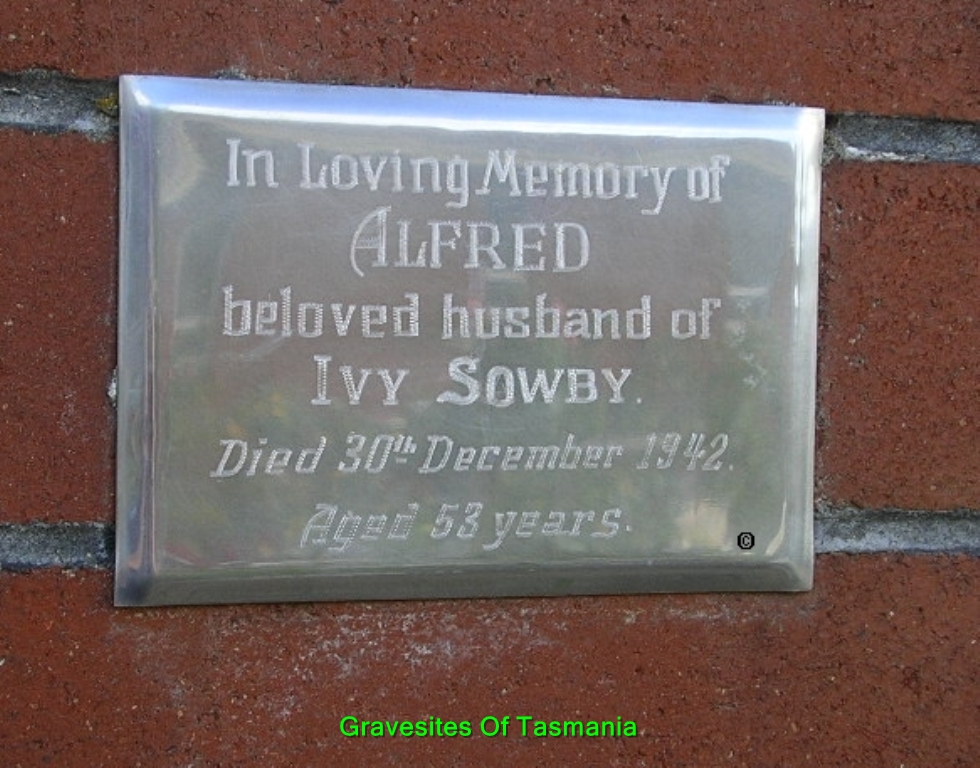 In Loving Memory of
ALFRED
beloved husband of
IVY SOWBY.
Died 30th December 1942.
Aged 53 years.
©
Gravesites Of Tasmania